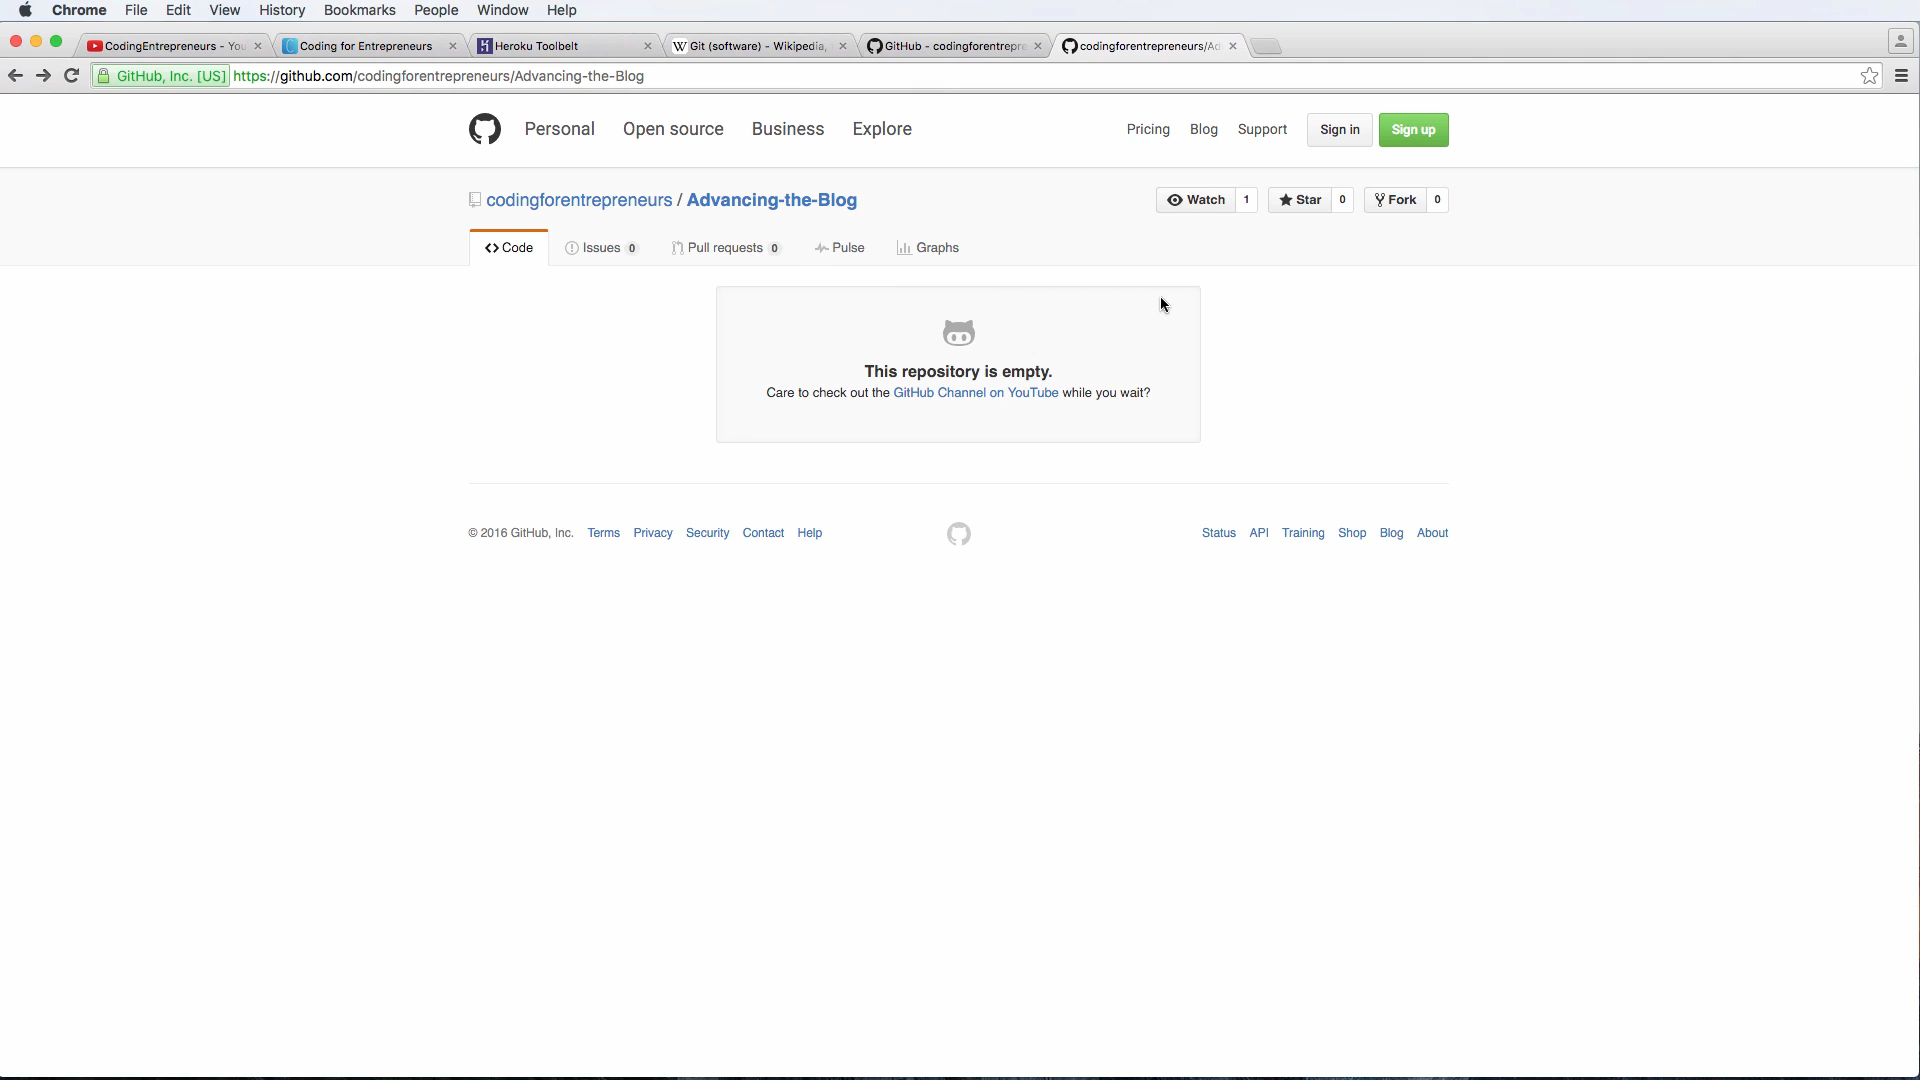 Chrome File Edit View History Bookmarks People Window Help
CodingEntrepreneurs - You Coding for Entrepreneurs Heroku Toolbelt Git (software) - Wikipedia, GitHub - codingforentrepre codingforentrepreneurs/Ad
GitHub, Inc. [US] https://github.com/codingforentrepreneurs/Advancing-the-Blog
Personal Open source Business Explore Pricing Blog Support Sign in Sign up
codingforentrepreneurs / Advancing-the-Blog Watch 1 Star 0 Fork 0
Code Issues 0 Pull requests 0 Pulse Graphs
This repository is empty.
Care to check out the GitHub Channel on YouTube while you wait?
© 2016 GitHub, Inc. Terms Privacy Security Contact Help Status API Training Shop Blog About